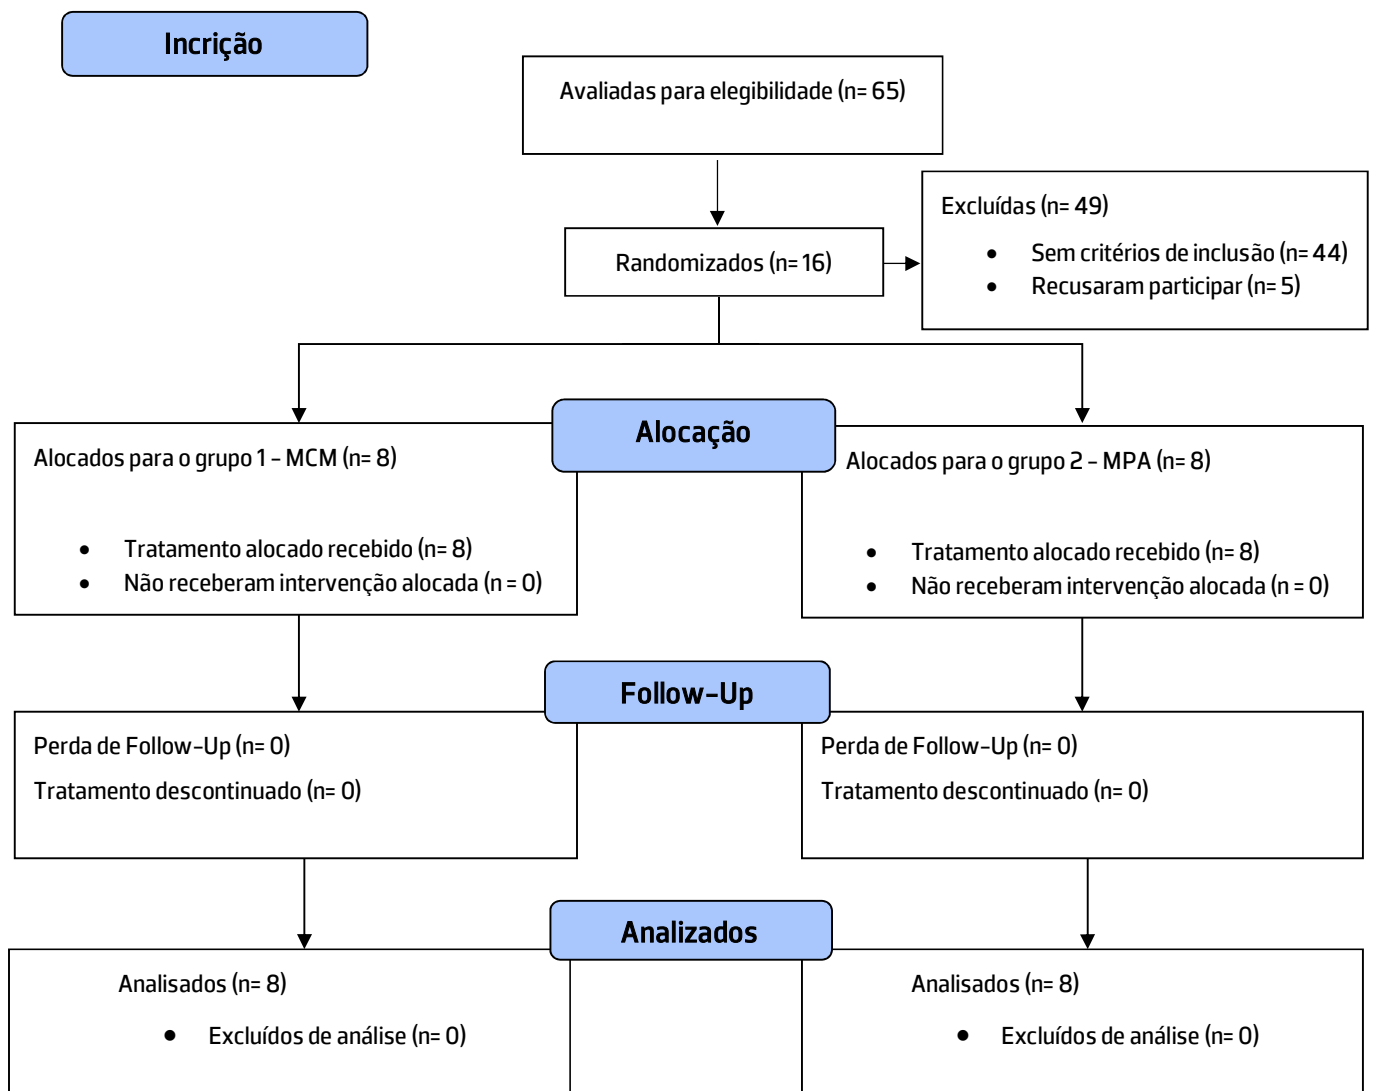 Incrição
Avaliadas para elegibilidade (n= 65)
Excluídas (n= 49)
• Sem critérios de inclusão (n= 44)
• Recusaram participar (n= 5)
Randomizados (n= 16)
Alocação
Alocados para o grupo 1 – MCM (n= 8)
• Tratamento alocado recebido (n= 8)
• Não receberam intervenção alocada (n = 0)
Alocados para o grupo 2 – MPA (n= 8)
• Tratamento alocado recebido (n= 8)
• Não receberam intervenção alocada (n = 0)
Follow-Up
Perda de Follow-Up (n= 0)
Tratamento descontinuado (n= 0)
Perda de Follow-Up (n= 0)
Tratamento descontinuado (n= 0)
Analizados
Analisados (n= 8)
• Excluídos de análise (n= 0)
Analisados (n= 8)
• Excluídos de análise (n= 0)